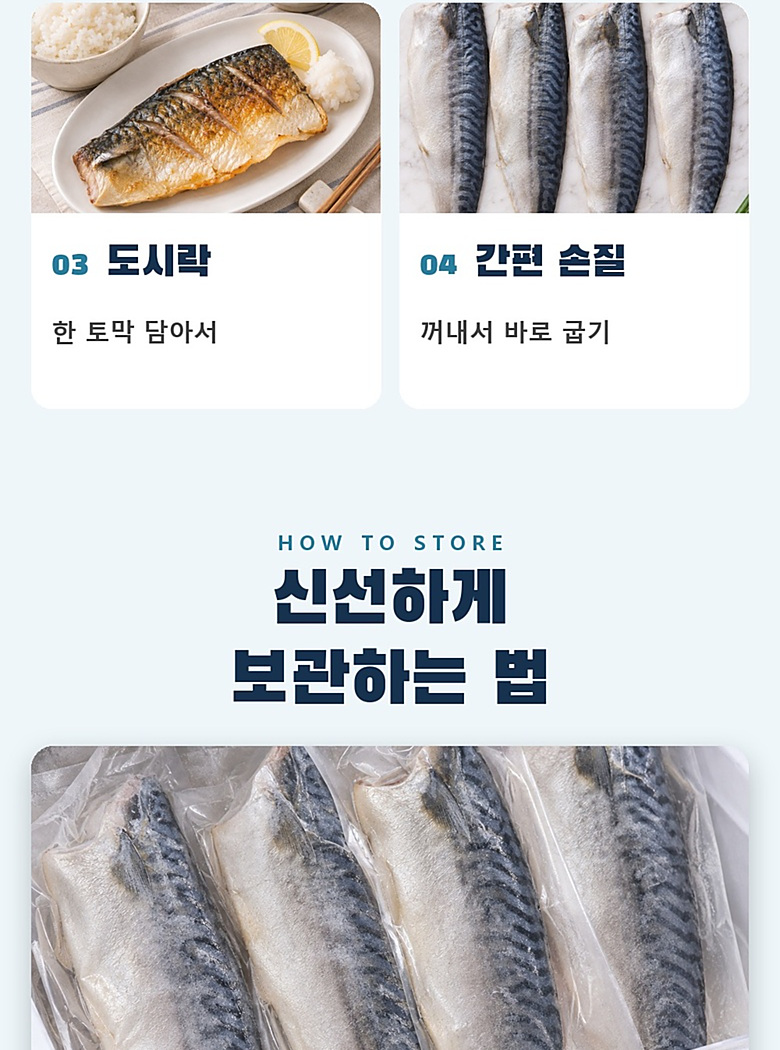 03 도시락
한 토막 담아서
04 간편 손질
꺼내서 바로 굽기
HOW TO STORE
신선하게
보관하는 법